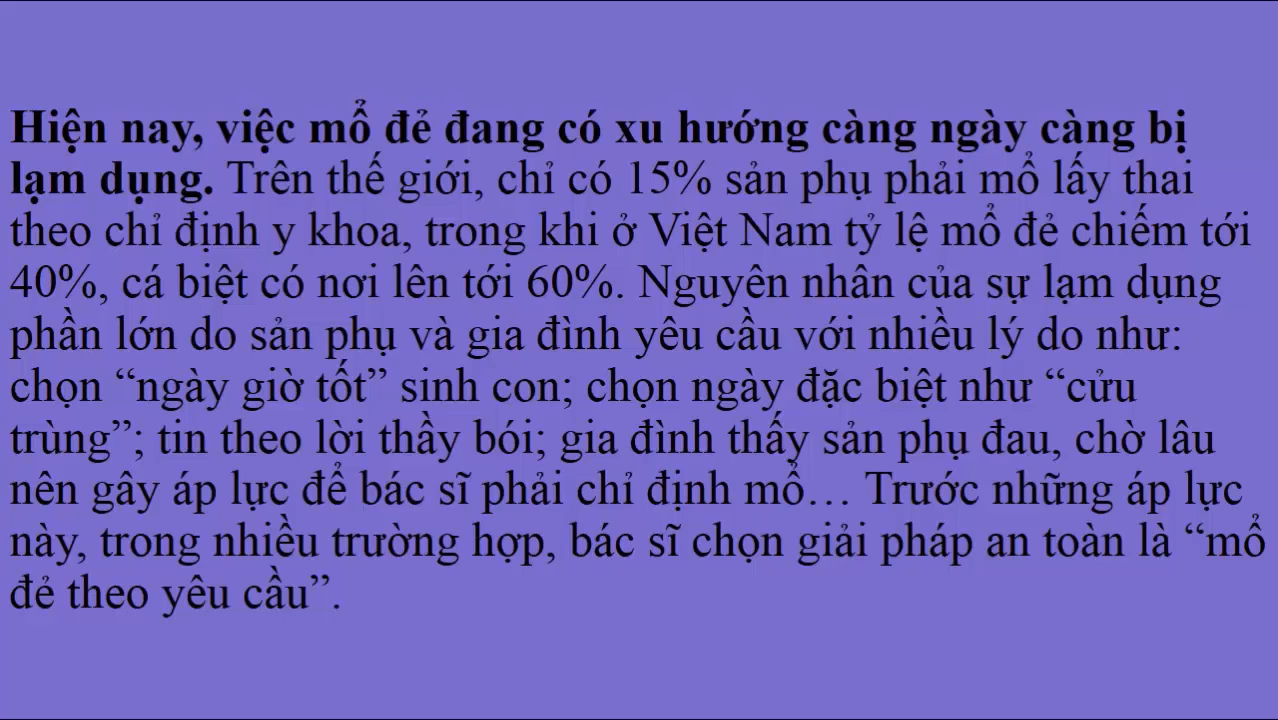 Hiện nay, việc mổ đẻ đang có xu hướng càng ngày càng bị
lạm dụng. Trên thế giới, chỉ có 15% sản phụ phải mổ lấy thai
theo chỉ định y khoa, trong khi ở Việt Nam tỷ lệ mổ đẻ chiếm tới
40%, cá biệt có nơi lên tới 60%. Nguyên nhân của sự lạm dụng
phần lớn do sản phụ và gia đình yêu cầu với nhiều lý do như:
chọn “ngày giờ tốt” sinh con; chọn ngày đặc biệt như “cửu
trùng”; tin theo lời thầy bói; gia đình thấy sản phụ đau, chờ lâu
nên gây áp lực để bác sĩ phải chỉ định mổ… Trước những áp lực
này, trong nhiều trường hợp, bác sĩ chọn giải pháp an toàn là “mổ
đẻ theo yêu cầu”.